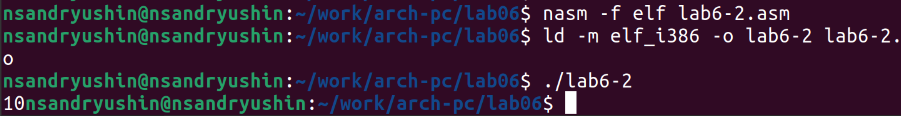 nsandryushin@nsandryushin:~/work/arch-pc/lab06$ nasm -f elf lab6-2.asm
nsandryushin@nsandryushin:~/work/arch-pc/lab06$ ld -m elf_i386 -o lab6-2 lab6-2.
o
nsandryushin@nsandryushin:~/work/arch-pc/lab06$ ./lab6-2
10nsandryushin@nsandryushin:~/work/arch-pc/lab06$